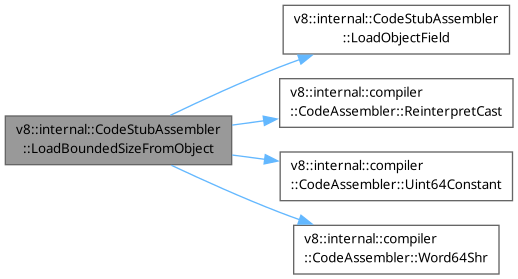 v8::internal::CodeStubAssembler
::LoadObjectField
v8::internal::compiler
::CodeAssembler::ReinterpretCast
v8::internal::CodeStubAssembler
::LoadBoundedSizeFromObject
v8::internal::compiler
::CodeAssembler::Uint64Constant
v8::internal::compiler
::CodeAssembler::Word64Shr